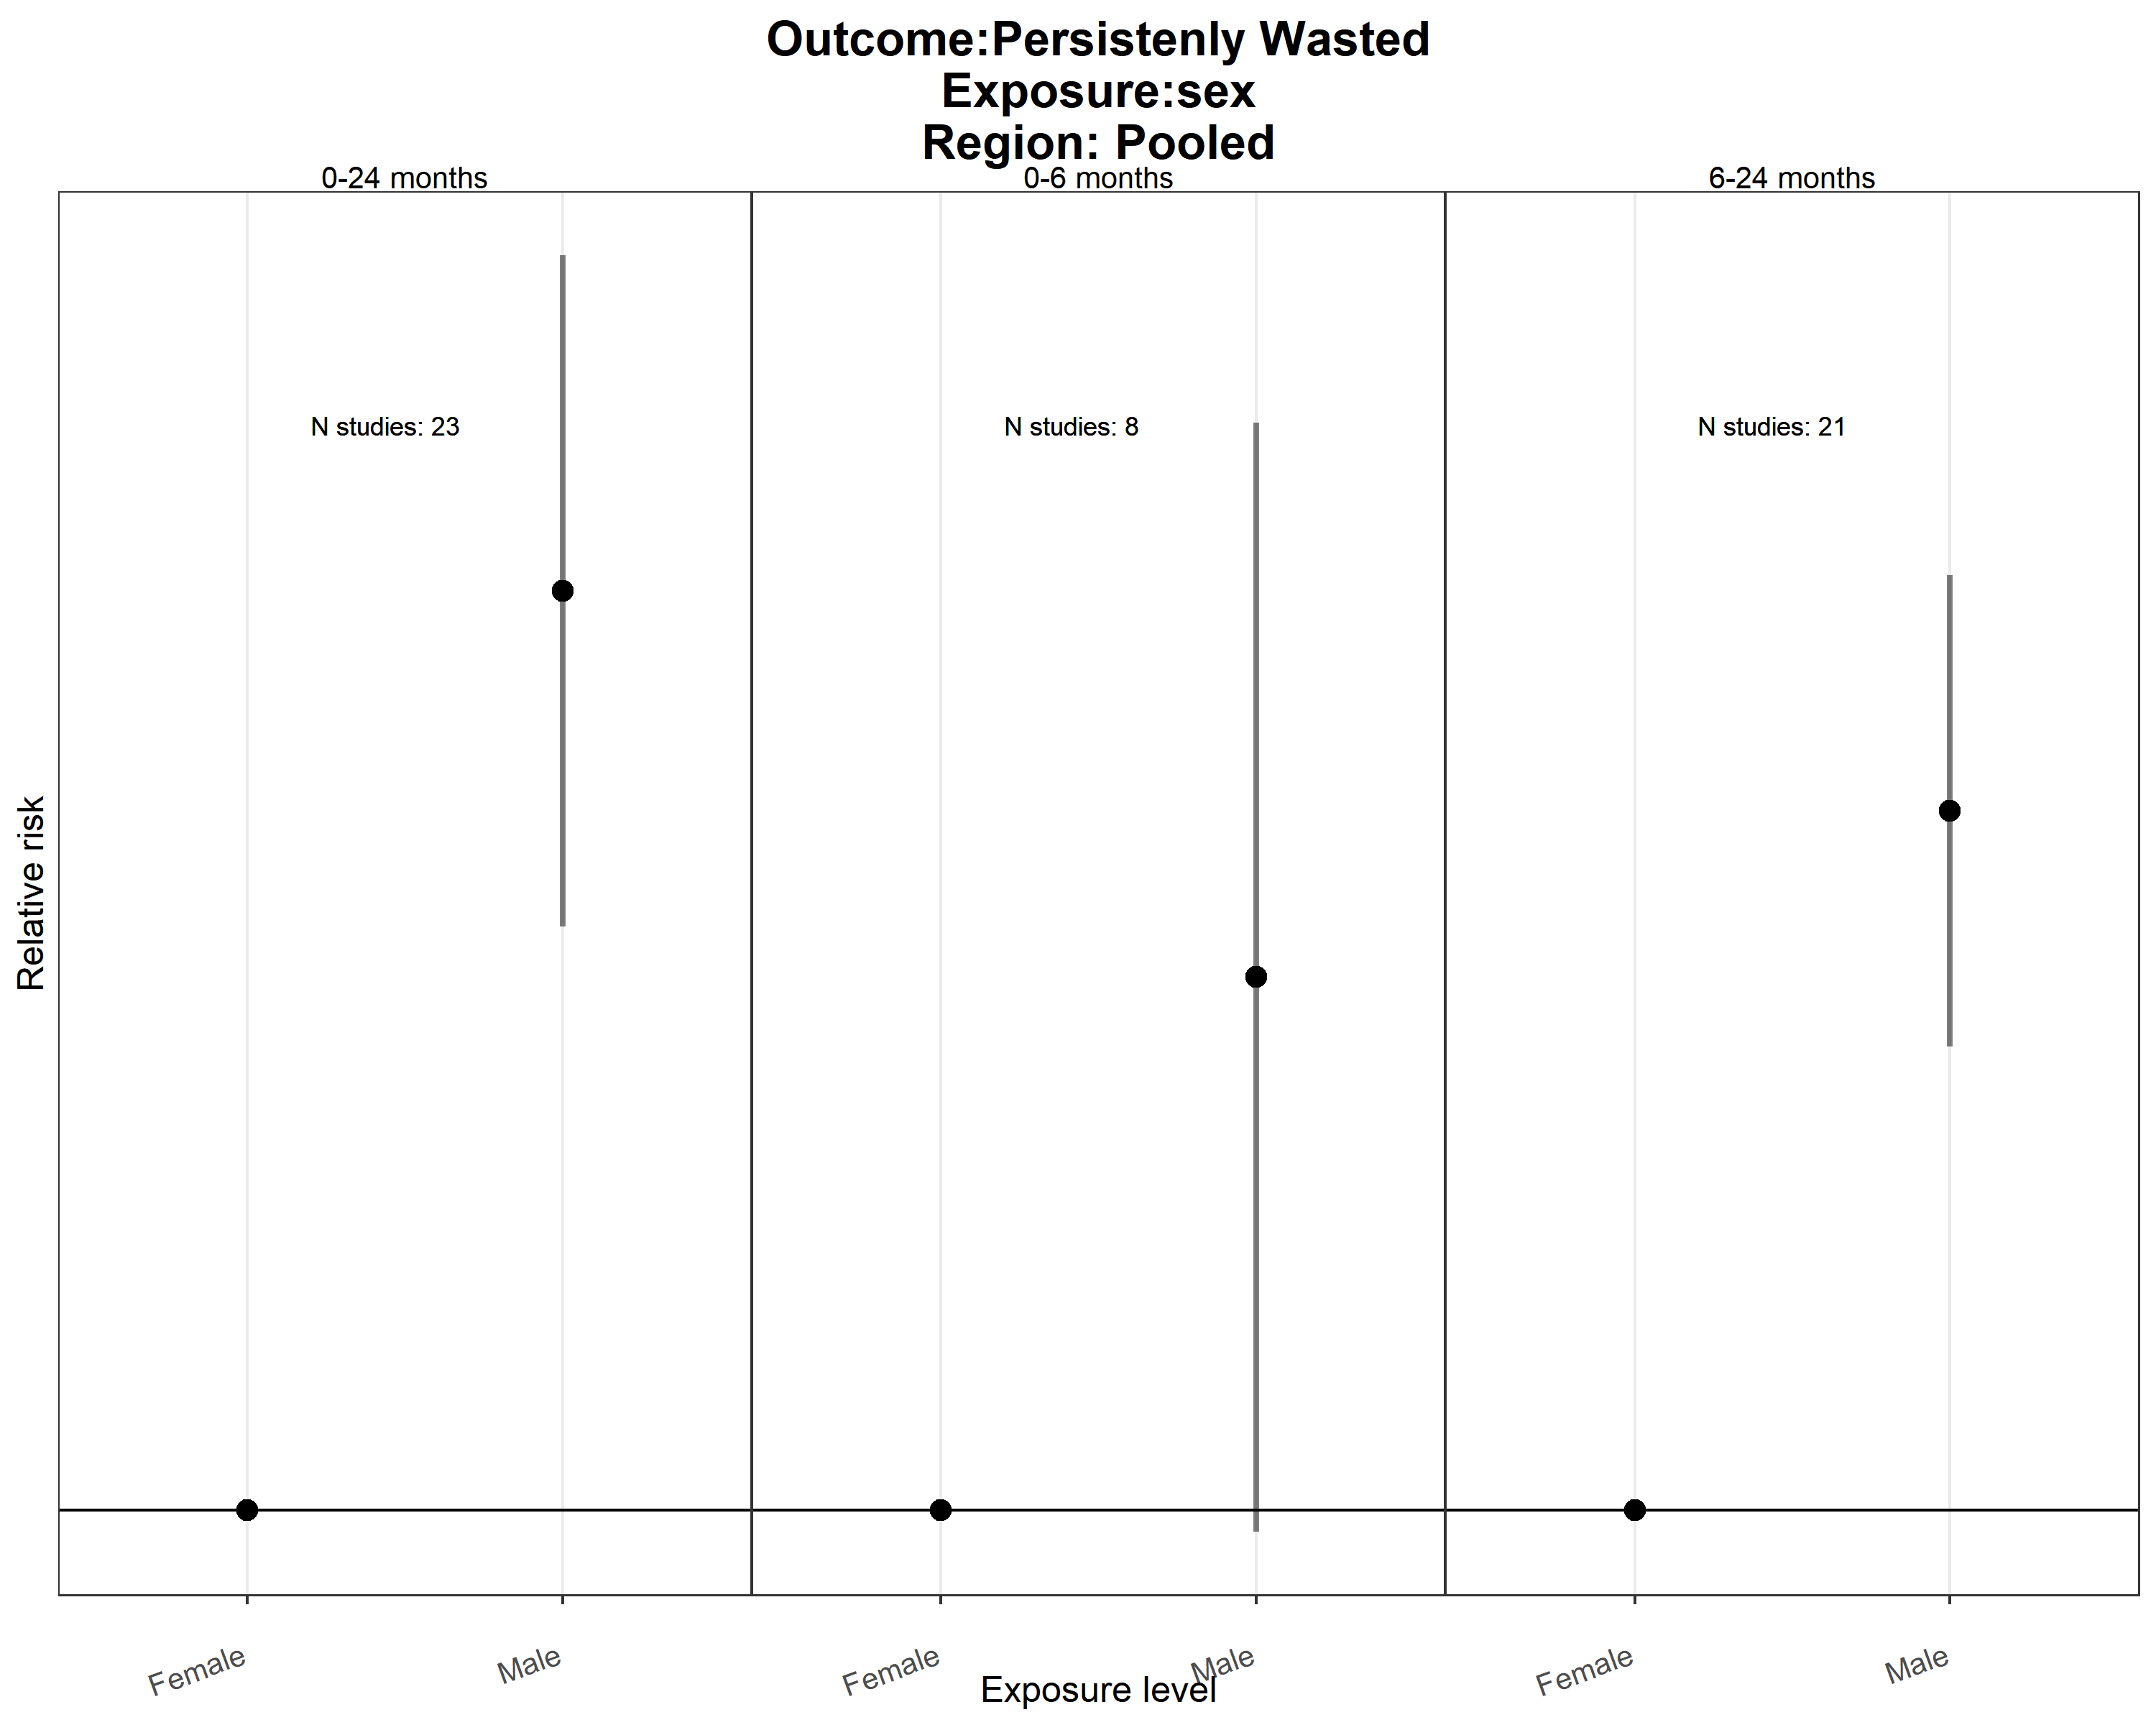 Outcome:Persistenly Wasted
Exposure:sex
Region: Pooled
0-24 months
0-6 months
6-24 months
N studies: 23
N studies: 8
N studies: 21
Relative risk
Female
Male
Female
Male
Female
Male
Exposure level